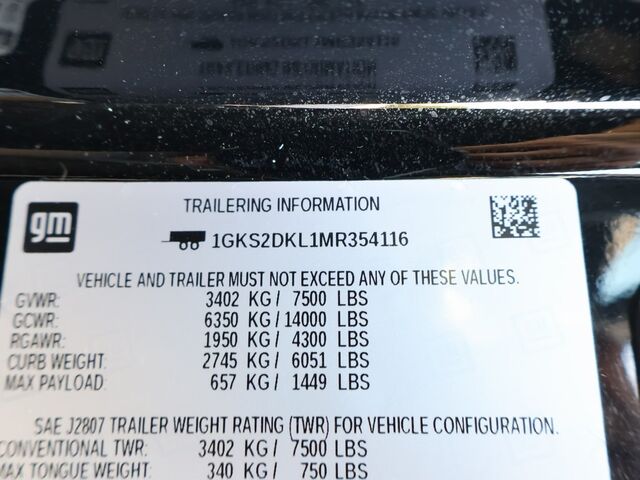 gm
TRAILERING INFORMATION
1GKS2DKL1MR354116
VEHICLE AND TRAILER MUST NOT EXCEED ANY OF THESE VALUES.
GVWR: 3402 KG / 7500 LBS
GCWR: 6350 KG / 14000 LBS
RGAWR: 1950 KG / 4300 LBS
CURB WEIGHT: 2745 KG / 6051 LBS
MAX PAYLOAD: 657 KG / 1449 LBS
SAE J2807 TRAILER WEIGHT RATING (TWR) FOR VEHICLE CONFIGURATION.
CONVENTIONAL TWR: 3402 KG / 7500 LBS
MAX TONGUE WEIGHT: 340 KG / 750 LBS